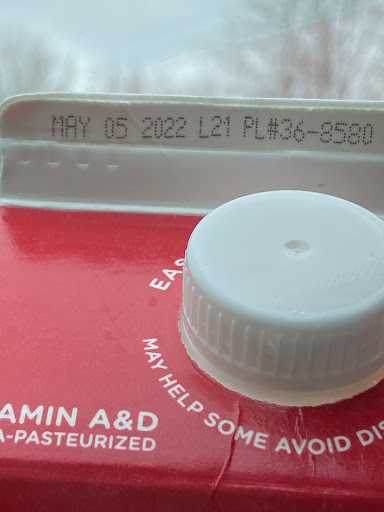 MAY 05 2022 L21 PL#36-8580
EAS
MAY HELP SOME AVOID DIS
AMIN A&D
A-PASTEURIZED